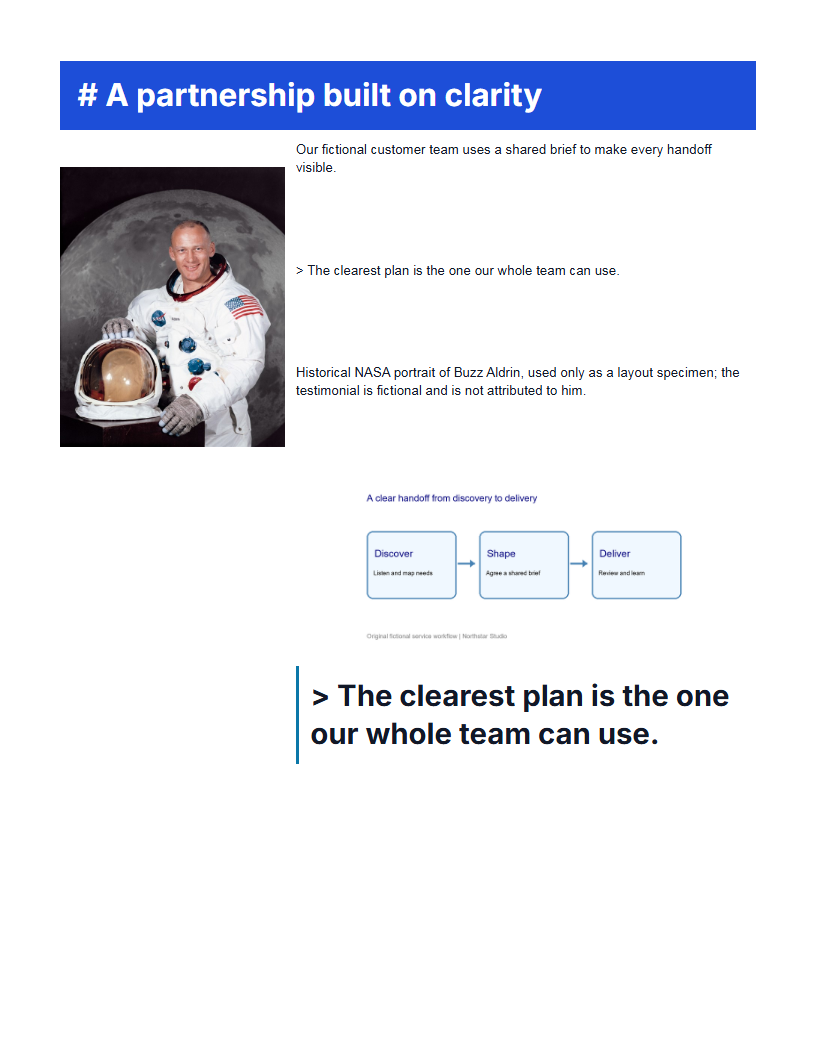 # A partnership built on clarity
Our fictional customer team uses a shared brief to make every handoff
visible.
> The clearest plan is the one our whole team can use.
Historical NASA portrait of Buzz Aldrin, used only as a layout specimen; the
testimonial is fictional and is not attributed to him.
A clear handoff from discovery to delivery
Discover
Listen and map needs
Shape
Agree a shared brief
Deliver
Review and learn
Original fictional service workflow | Northstar Studio
> The clearest plan is the one
our whole team can use.